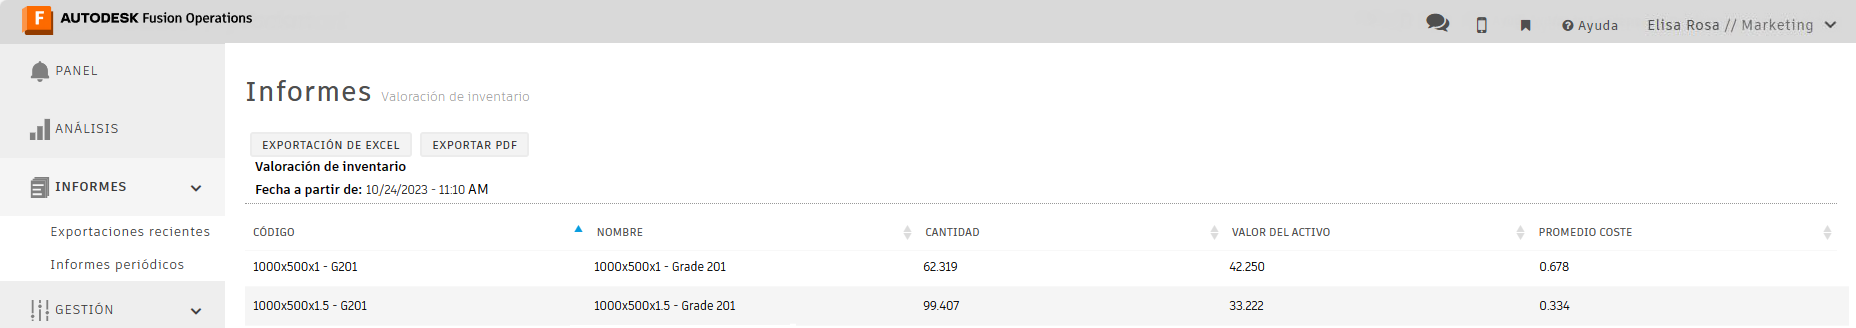 AUTODESK Fusion Operations
Ayuda
Elisa Rosa // Marketing
PANEL
ANÁLISIS
INFORMES
Exportaciones recientes
Informes periódicos
GESTIÓN
Informes Valoración de inventario
EXPORTACIÓN DE EXCEL EXPORTAR PDF
Valoración de inventario
Fecha a partir de: 10/24/2023 - 11:10 AM
CÓDIGO NOMBRE CANTIDAD VALOR DEL ACTIVO PROMEDIO COSTE
1000x500x1 - G201 1000x500x1 - Grade 201 62.319 42.250 0.678
1000x500x1.5 - G201 1000x500x1.5 - Grade 201 99.407 33.222 0.334